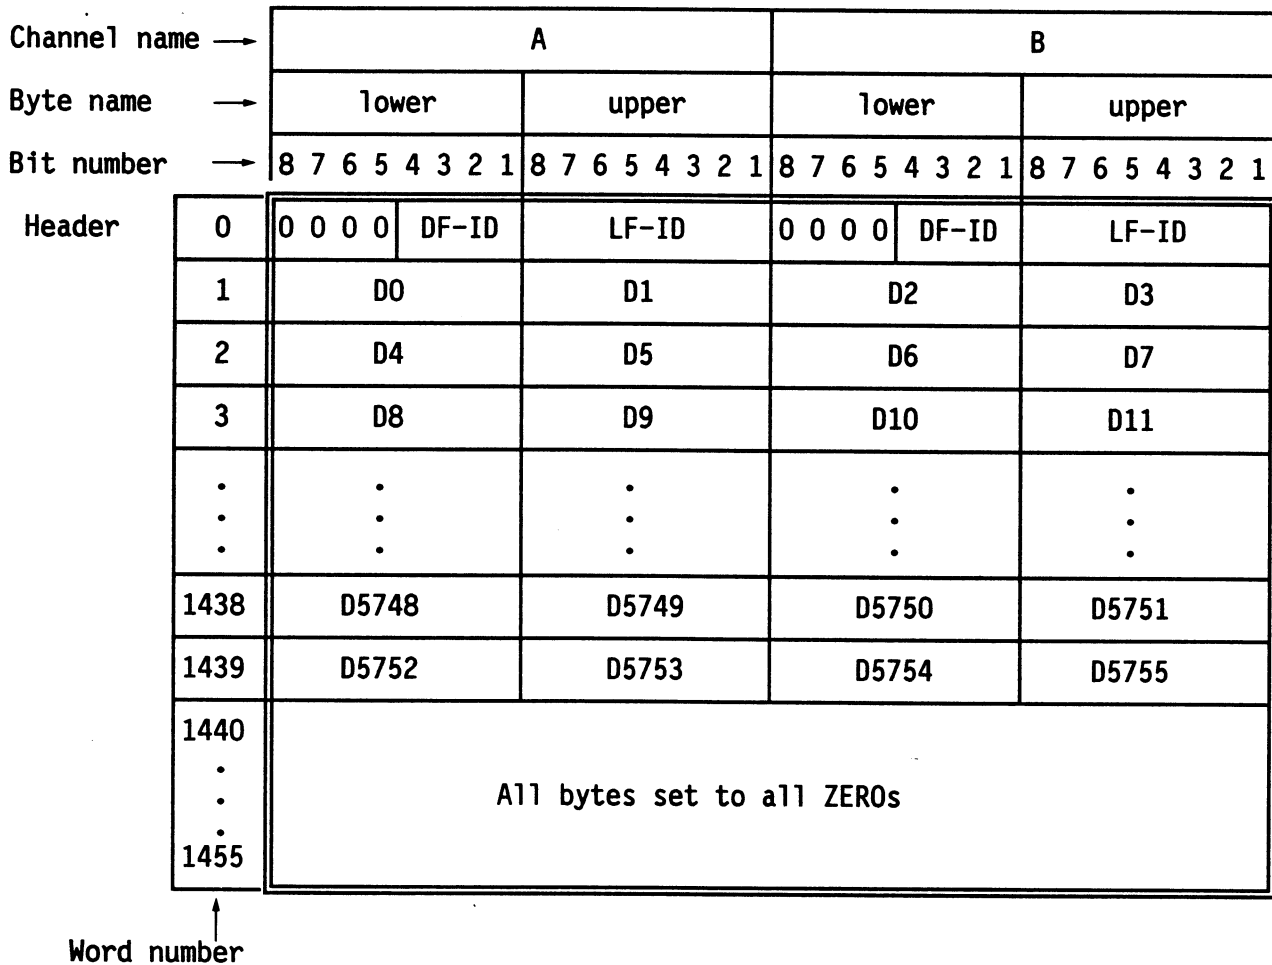 Channel name → A B
Byte name → lower upper lower upper
Bit number → 8 7 6 5 4 3 2 1 8 7 6 5 4 3 2 1 8 7 6 5 4 3 2 1 8 7 6 5 4 3 2 1
Header 0 0 0 0 0 DF-ID LF-ID 0 0 0 0 DF-ID LF-ID
1 D0 D1 D2 D3
2 D4 D5 D6 D7
3 D8 D9 D10 D11
. . . . .
. . . . .
. . . . .
1438 D5748 D5749 D5750 D5751
1439 D5752 D5753 D5754 D5755
1440
.
. All bytes set to all ZEROs
.
1455
Word number